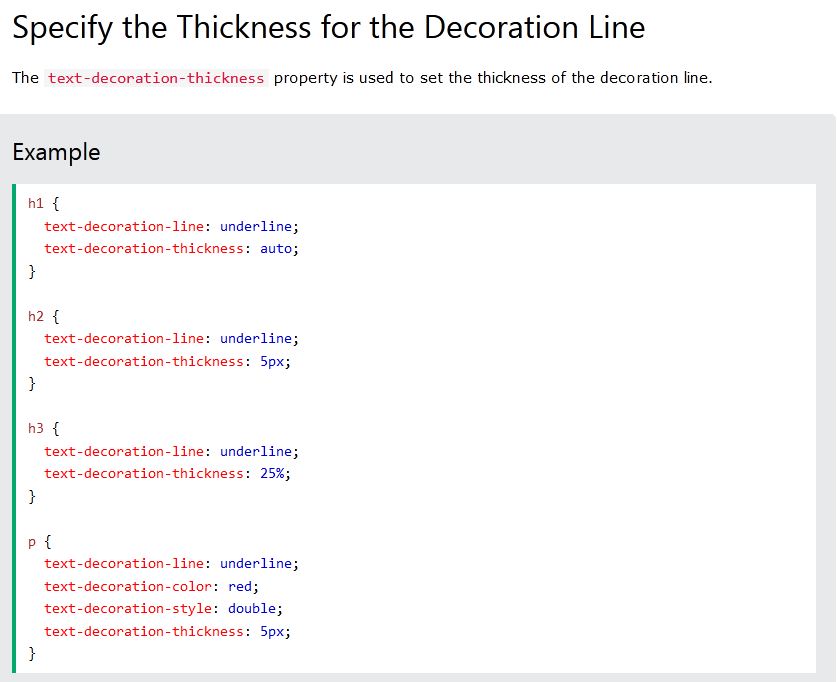 Specify the Thickness for the Decoration Line
The text-decoration-thickness property is used to set the thickness of the decoration line.
Example
h1 {
  text-decoration-line: underline;
  text-decoration-thickness: auto;
}

h2 {
  text-decoration-line: underline;
  text-decoration-thickness: 5px;
}

h3 {
  text-decoration-line: underline;
  text-decoration-thickness: 25%;
}

p {
  text-decoration-line: underline;
  text-decoration-color: red;
  text-decoration-style: double;
  text-decoration-thickness: 5px;
}